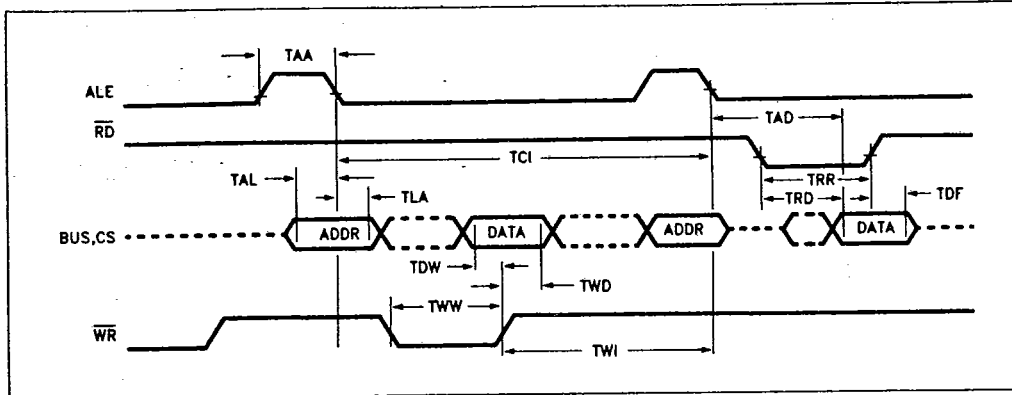 TAA
ALE
TAD
RD
TCI
TRR
TAL
TLA
TRD
TDF
BUS,CS
ADDR
DATA
ADDR
DATA
TDW
TWD
TWW
WR
TWI